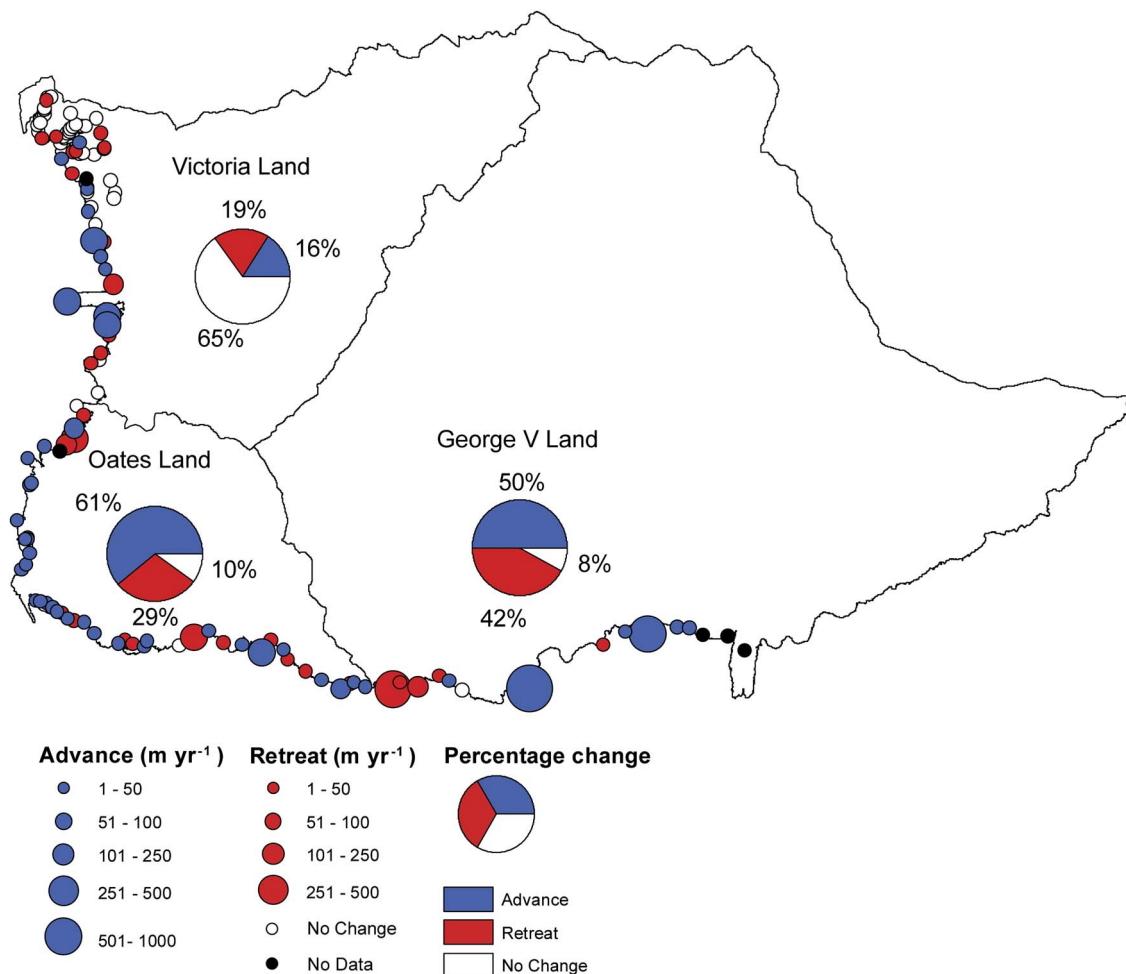 Victoria Land
19%
16%
65%
George V Land
50%
8%
42%
Oates Land
61%
10%
29%
Advance (m yr⁻¹ )
1 - 50
51 - 100
101 - 250
251 - 500
501- 1000
Retreat (m yr⁻¹ )
1 - 50
51 - 100
101 - 250
251 - 500
No Change
No Data
Percentage change
Advance
Retreat
No Change